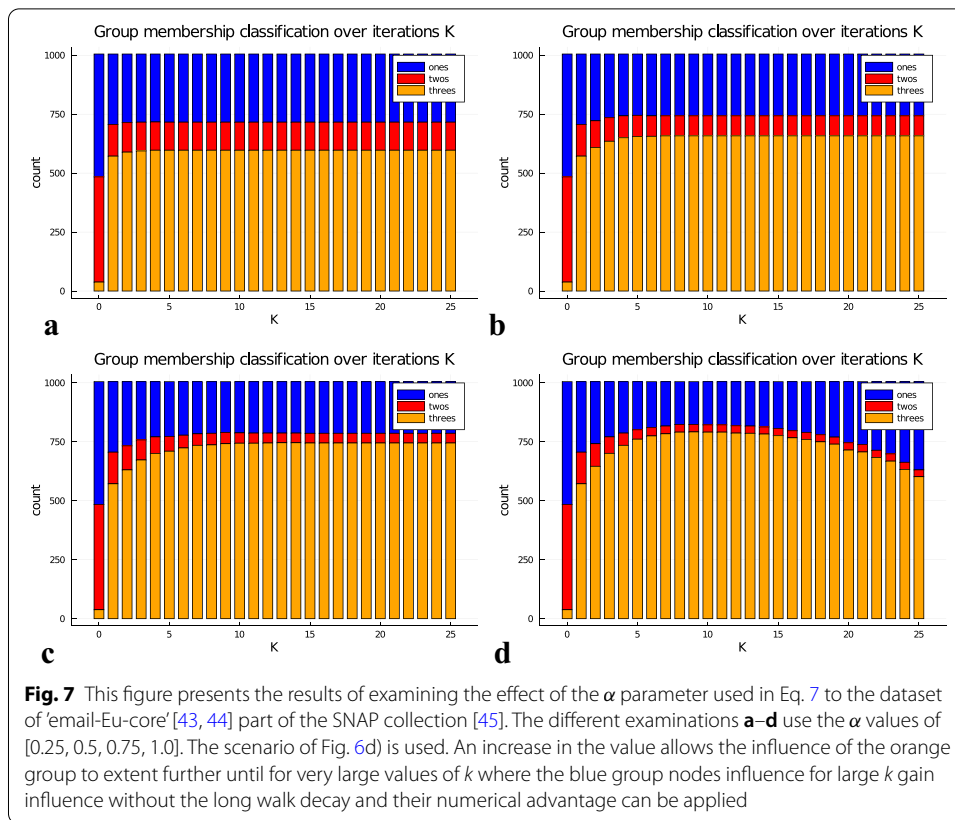 Group membership classification over iterations K
1000
750
500
250
0
count
ones
twos
threes
0 5 10 15 20 25
K
a
Group membership classification over iterations K
1000
750
500
250
0
count
ones
twos
threes
0 5 10 15 20 25
K
b
Group membership classification over iterations K
1000
750
500
250
0
count
ones
twos
threes
0 5 10 15 20 25
K
c
Group membership classification over iterations K
1000
750
500
250
0
count
ones
twos
threes
0 5 10 15 20 25
K
d
Fig. 7 This figure presents the results of examining the effect of the α parameter used in Eq. 7 to the dataset
of 'email-Eu-core' [43, 44] part of the SNAP collection [45]. The different examinations a–d use the α values of
[0.25, 0.5, 0.75, 1.0]. The scenario of Fig. 6d) is used. An increase in the value allows the influence of the orange
group to extent further until for very large values of k where the blue group nodes influence for large k gain
influence without the long walk decay and their numerical advantage can be applied